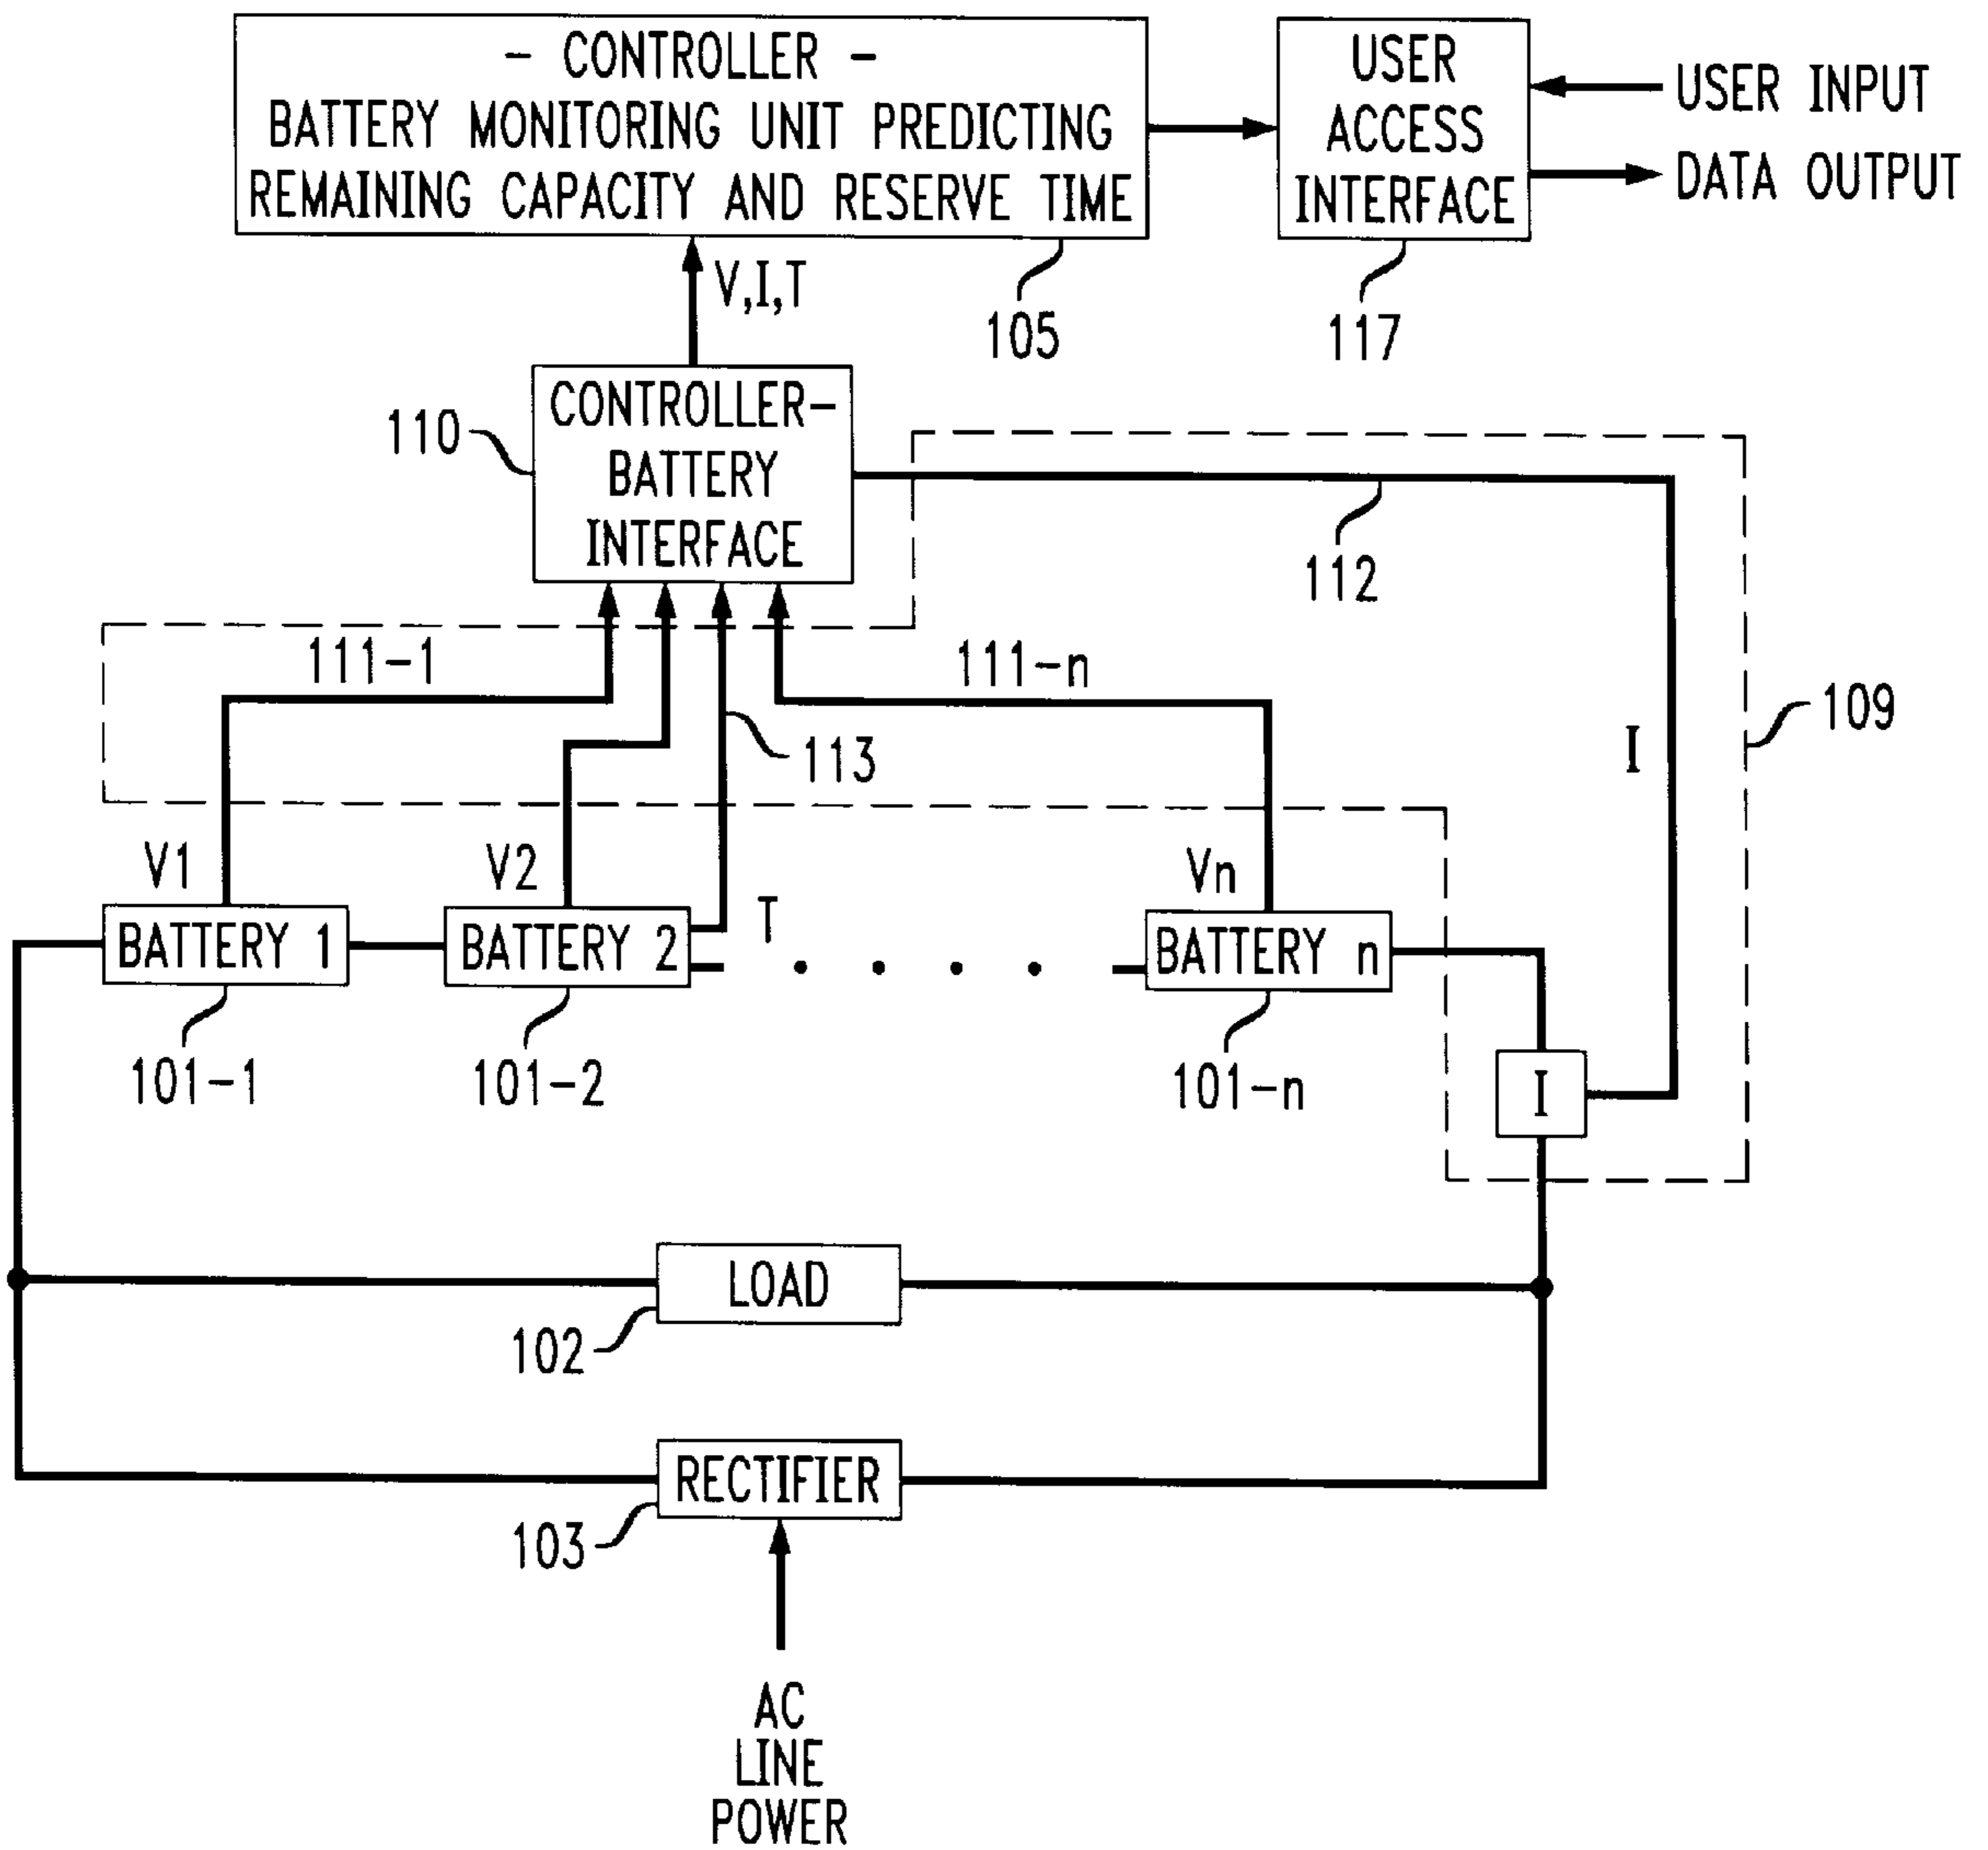 - CONTROLLER -
BATTERY MONITORING UNIT PREDICTING
REMAINING CAPACITY AND RESERVE TIME
USER
ACCESS
INTERFACE
USER INPUT
DATA OUTPUT
V,I,T
105
117
CONTROLLER-
BATTERY
INTERFACE
110
112
111-1
111-n
113
109
I
V1
V2
T
Vn
BATTERY 1
BATTERY 2
. . . .
BATTERY n
101-1
101-2
101-n
I
LOAD
102
RECTIFIER
103
AC
LINE
POWER